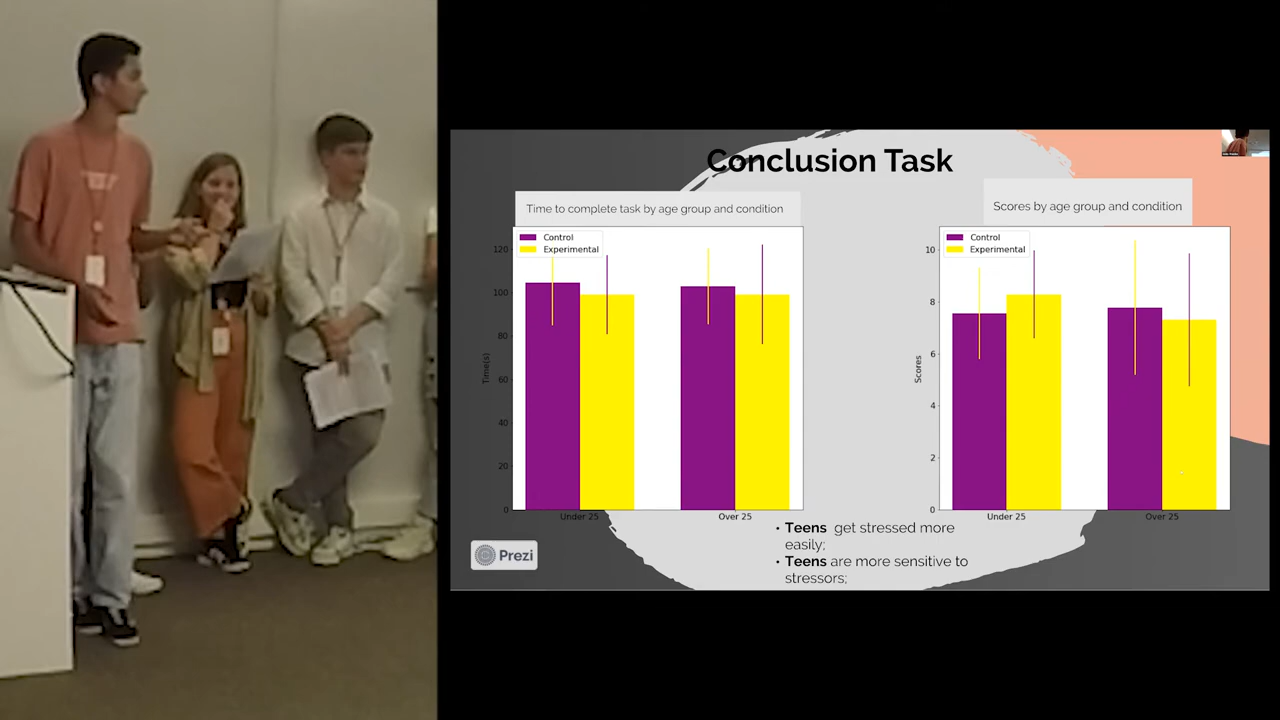 Conclusion Task
Time to complete task by age group and condition
Control
Experimental
120
100
80
60
40
20
0
Time(s)
Under 25
Over 25
Scores by age group and condition
Control
Experimental
10
8
6
4
2
0
Scores
Under 25
Over 25
• Teens get stressed more
easily;
• Teens are more sensitive to
stressors;
Prezi